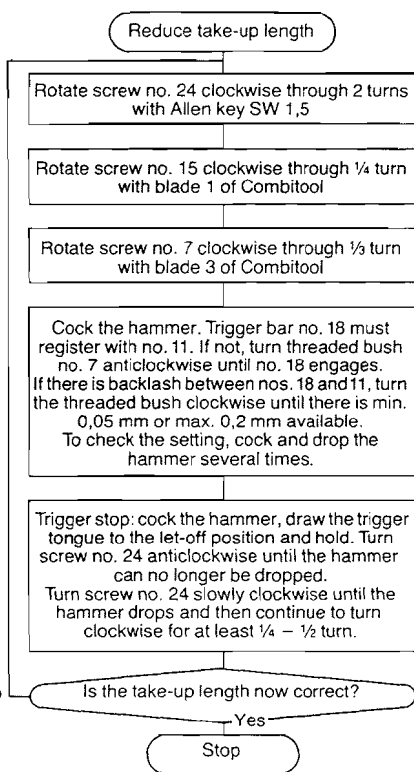 Reduce take-up length
Rotate screw no. 24 clockwise through 2 turns
with Allen key SW 1,5
Rotate screw no. 15 clockwise through ¼ turn
with blade 1 of Combitool
Rotate screw no. 7 clockwise through ⅓ turn
with blade 3 of Combitool
Cock the hammer. Trigger bar no. 18 must
register with no. 11. If not, turn threaded bush
no. 7 anticlockwise until no. 18 engages.
If there is backlash between nos. 18 and 11, turn
the threaded bush clockwise until there is min.
0,05 mm or max. 0,2 mm available.
To check the setting, cock and drop the
hammer several times.
Trigger stop: cock the hammer, draw the trigger
tongue to the let-off position and hold. Turn
screw no. 24 anticlockwise until the hammer
can no longer be dropped.
Turn screw no. 24 slowly clockwise until the
hammer drops and then continue to turn
clockwise for at least ¼ – ½ turn.
Is the take-up length now correct?
Yes
Stop